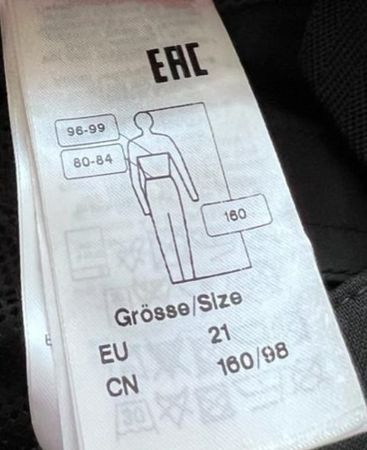 EAC
96-99
80-84
160
Grösse/Size
EU 21
CN 160/98